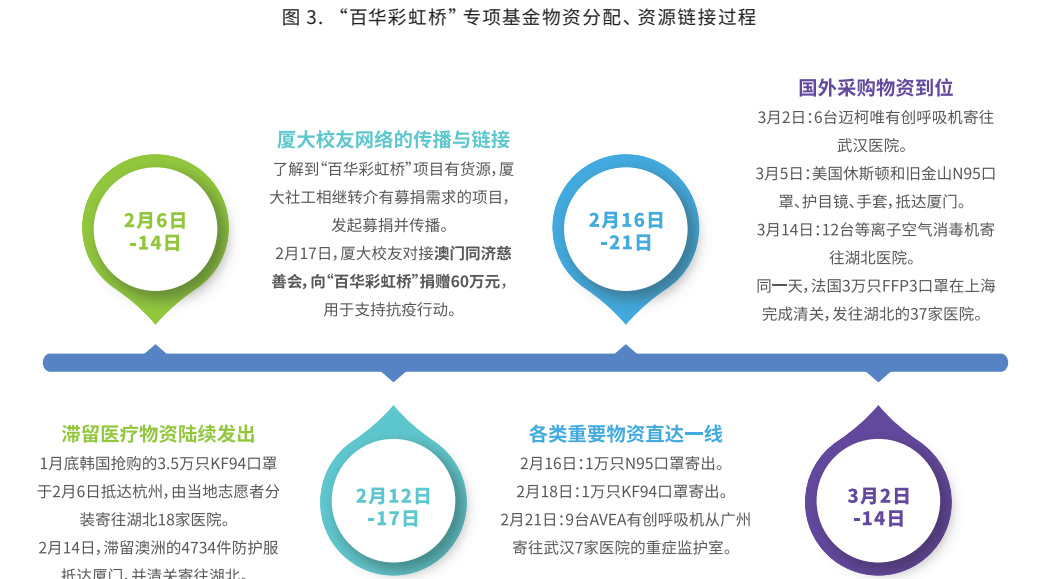 图 3. “百华彩虹桥”专项基金物资分配、资源链接过程
2月6日
-14日
滞留医疗物资陆续发出
1月底韩国抢购的3.5万只KF94口罩
于2月6日抵达杭州，由当地志愿者分
装寄往湖北18家医院。
2月14日，滞留澳洲的4734件防护服
抵达厦门，并清关寄往湖北。
厦大校友网络的传播与链接
了解到“百华彩虹桥”项目有货源，厦
大社工相继转介有募捐需求的项目，
发起募捐并传播。
2月17日，厦大校友对接澳门同济慈
善会，向“百华彩虹桥”捐赠60万元，
用于支持抗疫行动。
2月12日
-17日
2月16日
-21日
各类重要物资直达一线
2月16日：1万只N95口罩寄出。
2月18日：1万只KF94口罩寄出。
2月21日：9台AVEA有创呼吸机从广州
寄往武汉7家医院的重症监护室。
国外采购物资到位
3月2日：6台迈柯唯有创呼吸机寄往
武汉医院。
3月5日：美国休斯顿和旧金山N95口
罩、护目镜、手套，抵达厦门。
3月14日：12台等离子空气消毒机寄
往湖北医院。
同一天，法国3万只FFP3口罩在上海
完成清关，发往湖北的37家医院。
3月2日
-14日